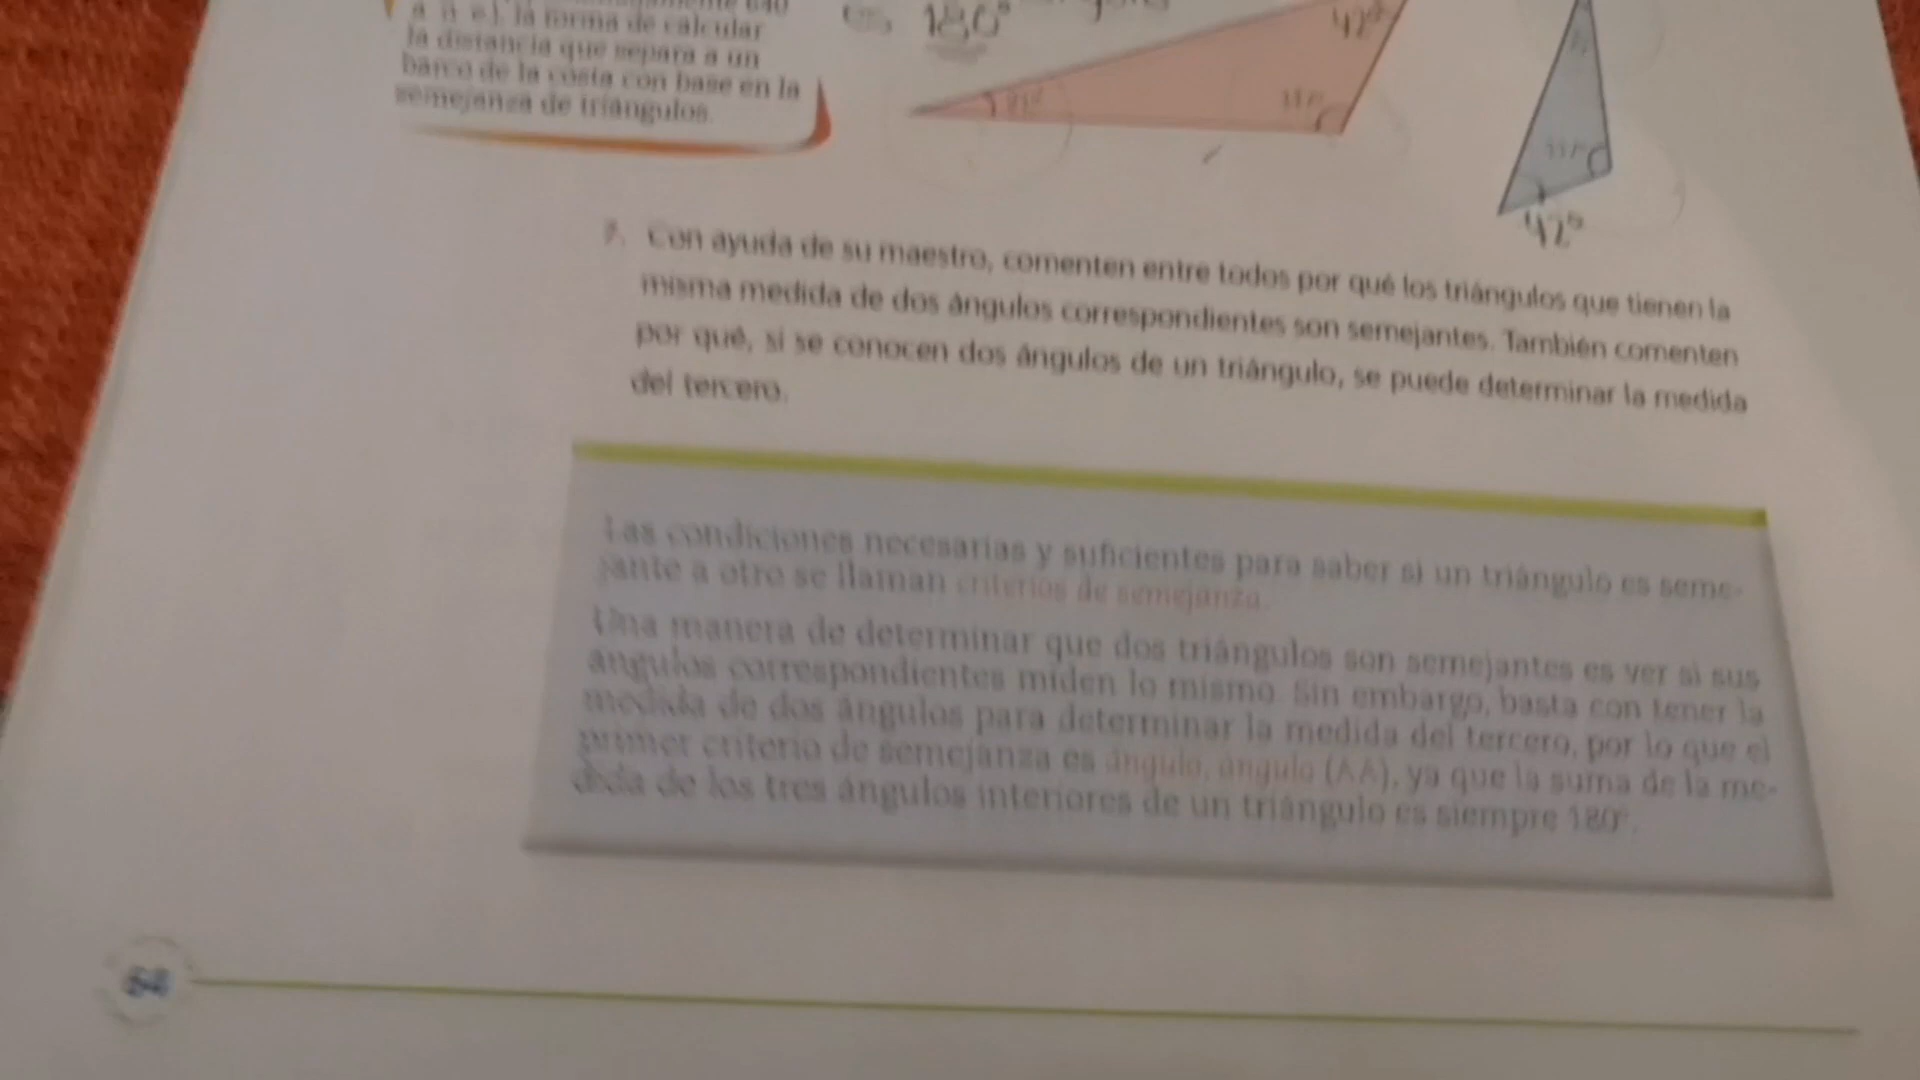 la forma de calcular
la distancia que separa a un
barco de la costa con base en la
semejanza de triángulos.
180°
42°
42°
7. Con ayuda de su maestro, comenten entre todos por qué los triángulos que tienen la
misma medida de dos ángulos correspondientes son semejantes. También comenten
por qué, si se conocen dos ángulos de un triángulo, se puede determinar la medida
del tercero.
Las condiciones necesarias y suficientes para saber si un triángulo es seme-
jante a otro se llaman criterios de semejanza.
Una manera de determinar que dos triángulos son semejantes es ver si sus
ángulos correspondientes miden lo mismo. Sin embargo, basta con tener la
medida de dos ángulos para determinar la medida del tercero, por lo que el
primer criterio de semejanza es ángulo, ángulo (AA), ya que la suma de la me-
dida de los tres ángulos interiores de un triángulo es siempre 180°.